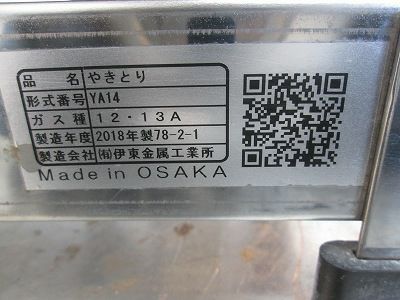 品名 やきとり
形式番号 YA14
ガス種 12・13A
製造年度 2018年製78-2-1
製造会社 ㈲伊東金属工業所
Made in OSAKA